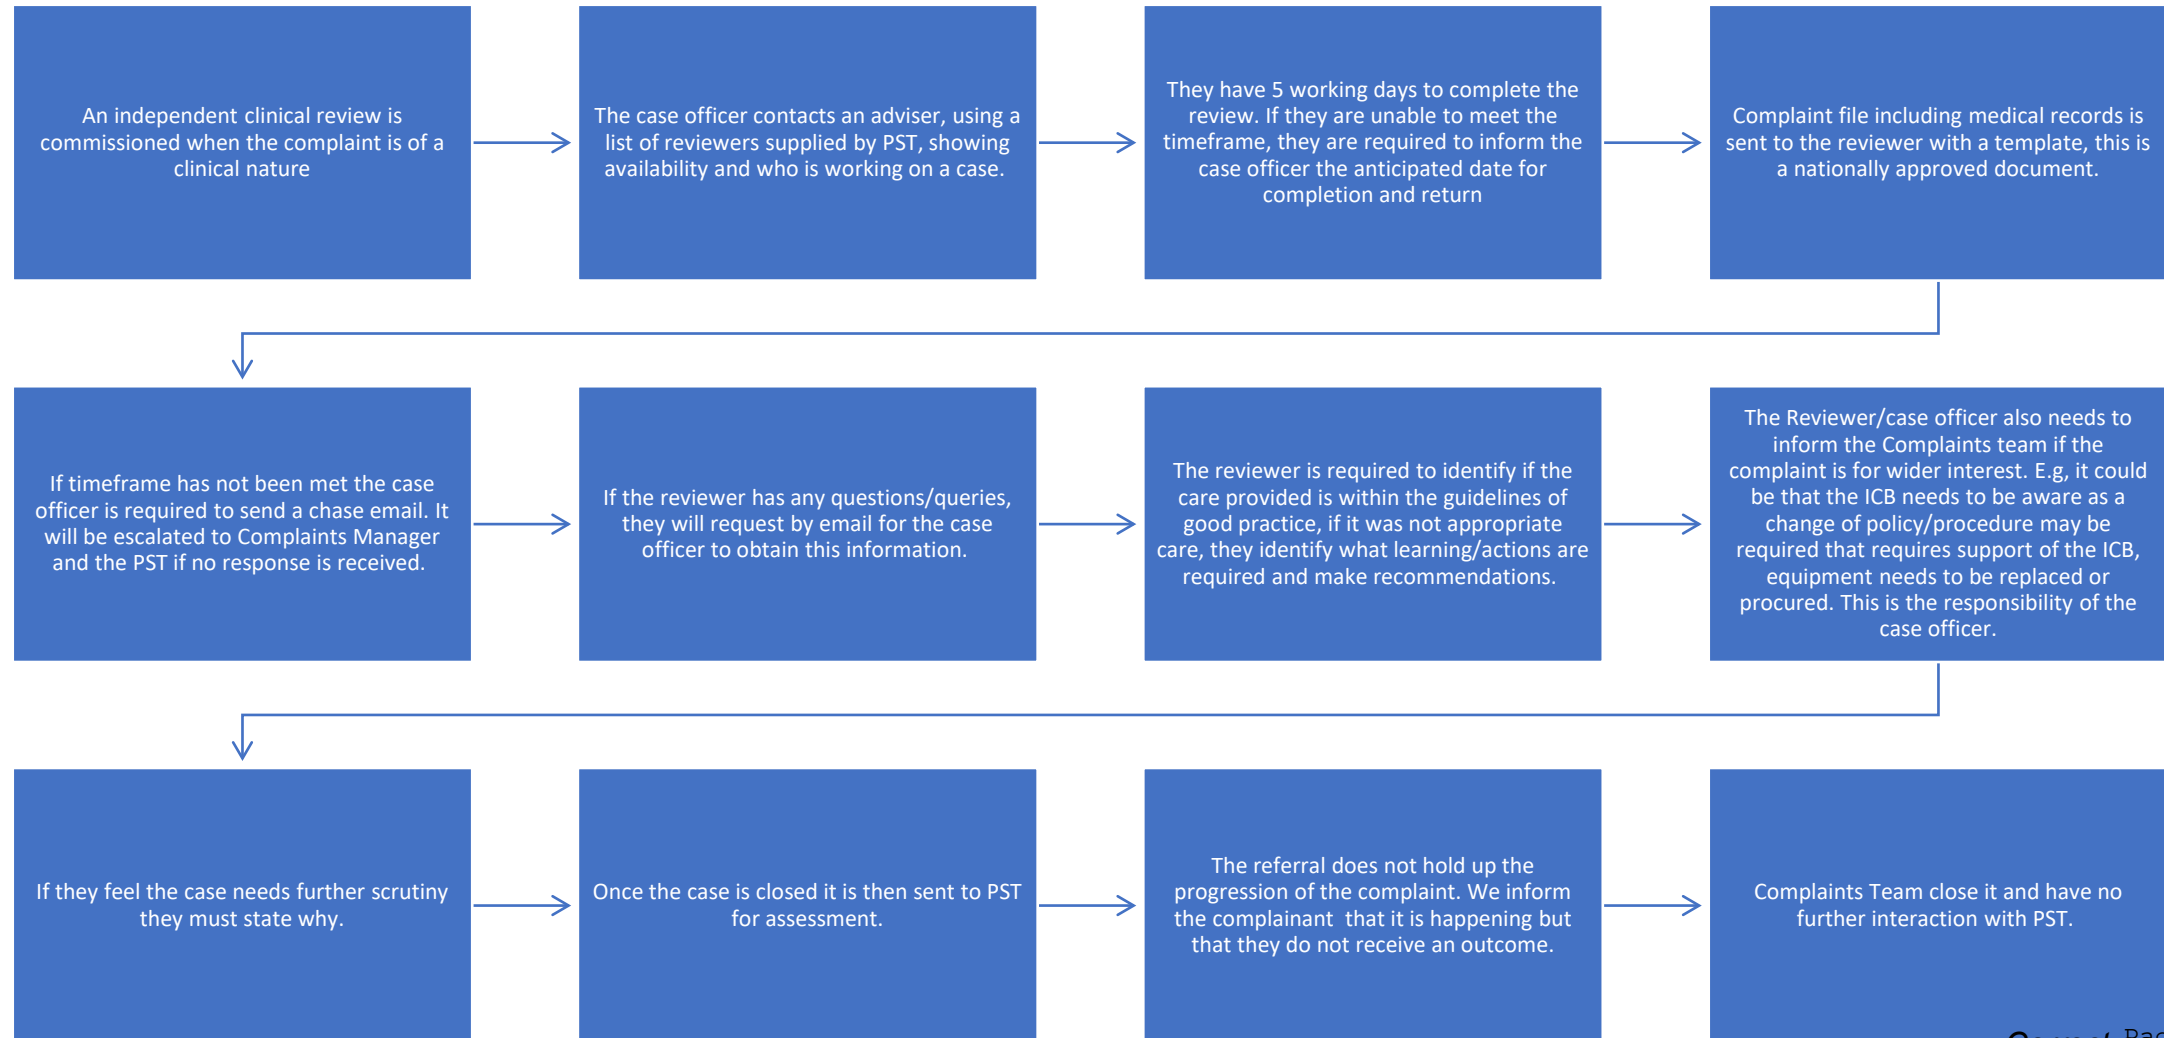 An independent clinical review is
commissioned when the complaint is of a
clinical nature
The case officer contacts an adviser, using a
list of reviewers supplied by PST, showing
availability and who is working on a case.
They have 5 working days to complete the
review. If they are unable to meet the
timeframe, they are required to inform the
case officer the anticipated date for
completion and return
Complaint file including medical records is
sent to the reviewer with a template, this is
a nationally approved document.
If timeframe has not been met the case
officer is required to send a chase email. It
will be escalated to Complaints Manager
and the PST if no response is received.
If the reviewer has any questions/queries,
they will request by email for the case
officer to obtain this information.
The reviewer is required to identify if the
care provided is within the guidelines of
good practice, if it was not appropriate
care, they identify what learning/actions are
required and make recommendations.
The Reviewer/case officer also needs to
inform the Complaints team if the
complaint is for wider interest. E.g, it could
be that the ICB needs to be aware as a
change of policy/procedure may be
required that requires support of the ICB,
equipment needs to be replaced or
procured. This is the responsibility of the
case officer.
If they feel the case needs further scrutiny
they must state why.
Once the case is closed it is then sent to PST
for assessment.
The referral does not hold up the
progression of the complaint. We inform
the complainant  that it is happening but
that they do not receive an outcome.
Complaints Team close it and have no
further interaction with PST.